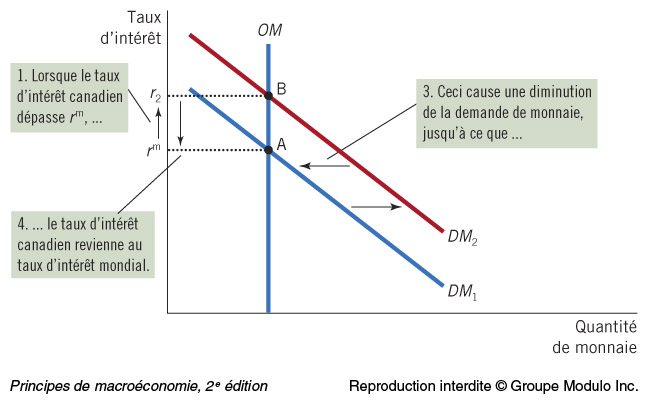 Taux
d'intérêt
OM
1. Lorsque le taux
d'intérêt canadien
dépasse rᵐ, ...
r₂
B
3. Ceci cause une diminution
de la demande de monnaie,
jusqu'à ce que ...
rᵐ
A
4. ... le taux d'intérêt
canadien revienne au
taux d'intérêt mondial.
DM₂
DM₁
Quantité
de monnaie
Principes de macroéconomie, 2ᵉ édition
Reproduction interdite © Groupe Modulo Inc.